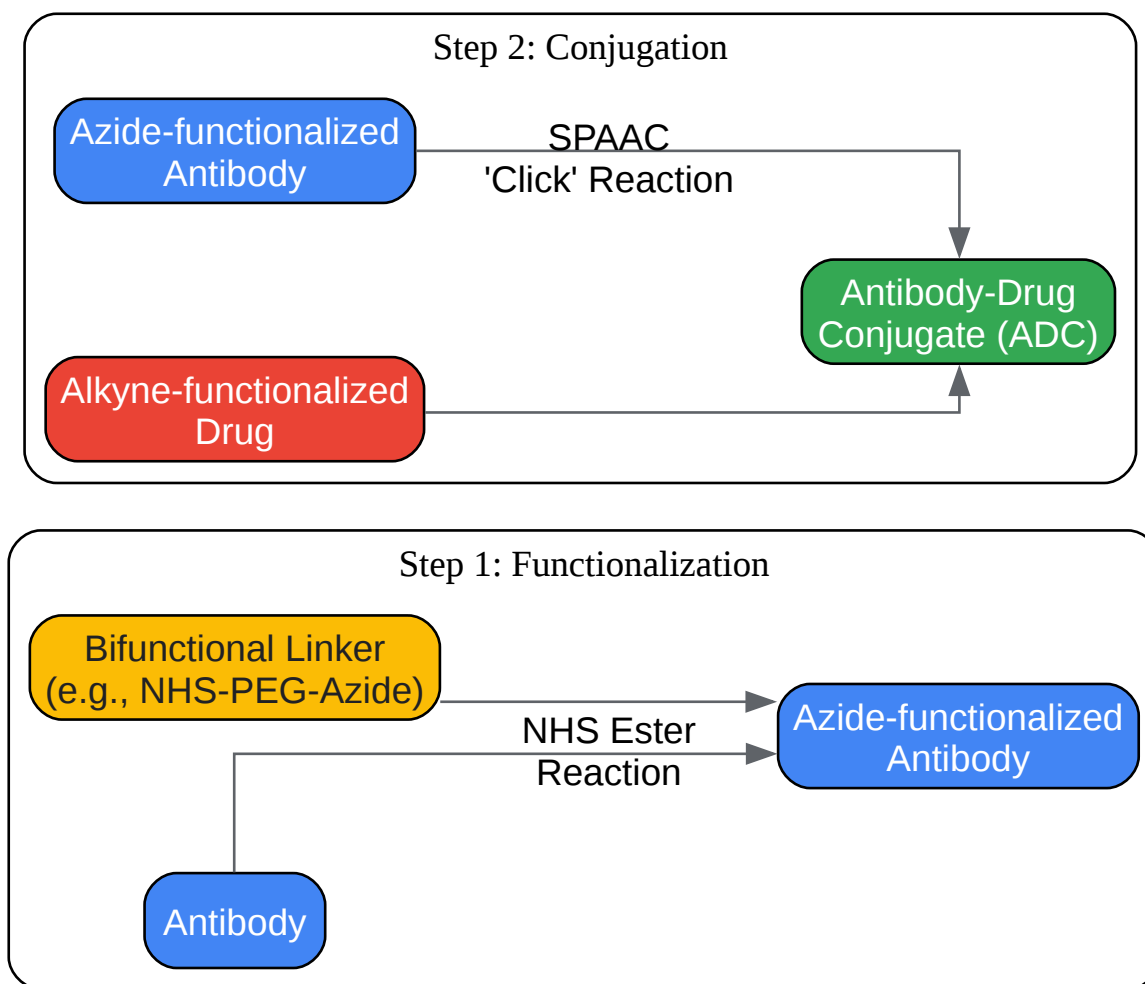 Step 2: Conjugation
Azide-functionalized
Antibody
SPAAC
'Click' Reaction
Antibody-Drug
Conjugate (ADC)
Alkyne-functionalized
Drug
Step 1: Functionalization
Bifunctional Linker
(e.g., NHS-PEG-Azide)
NHS Ester
Reaction
Azide-functionalized
Antibody
Antibody